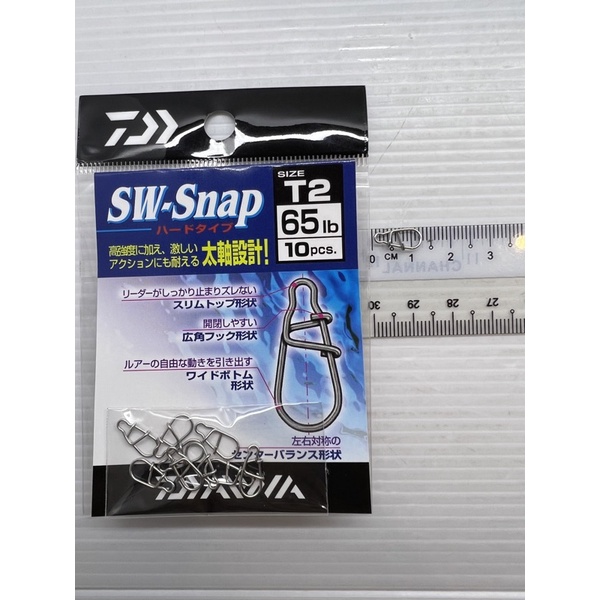 SIZE
SW-Snap
T2
ハードタイプ
65 lb
高強度に加え、激しい
アクションにも耐える
太軸設計!
10pcs.
リーダーがしっかり止まりズレない
スリムトップ形状
開閉しやすい
広角フック形状
ルアーの自由な動きを引き出す
ワイドボトム
形状
左右対称の
センターバランス形状
DAIWA
0 CM 1 2 3
CHANNAL
30 29 28 27